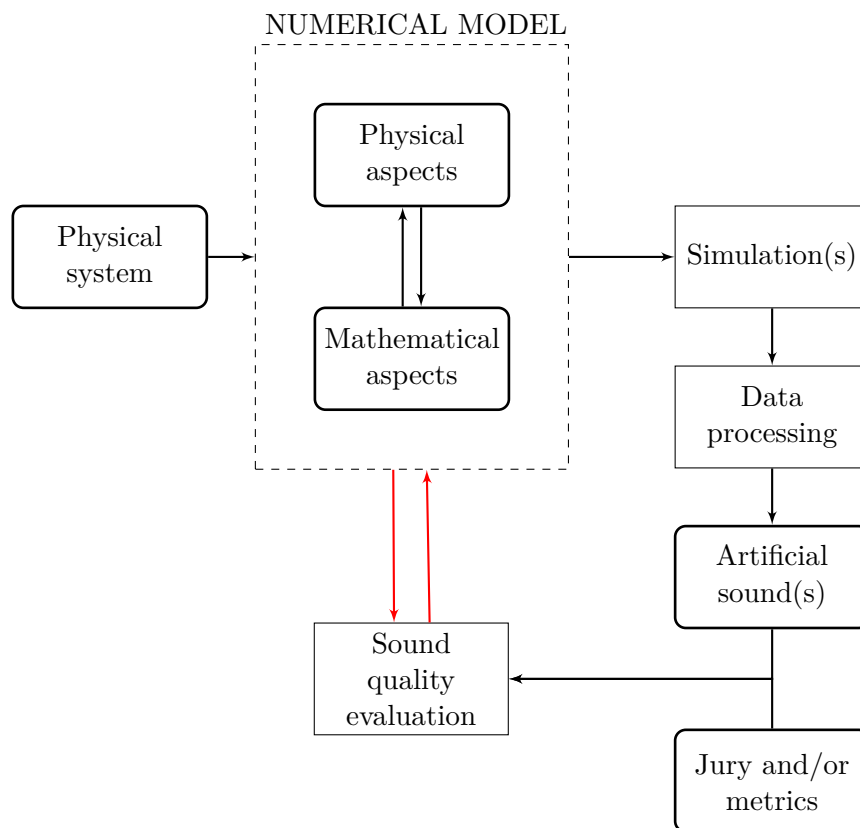 NUMERICAL MODEL
Physical
aspects
Physical
system
Simulation(s)
Mathematical
aspects
Data
processing
Artificial
sound(s)
Sound
quality
evaluation
Jury and/or
metrics